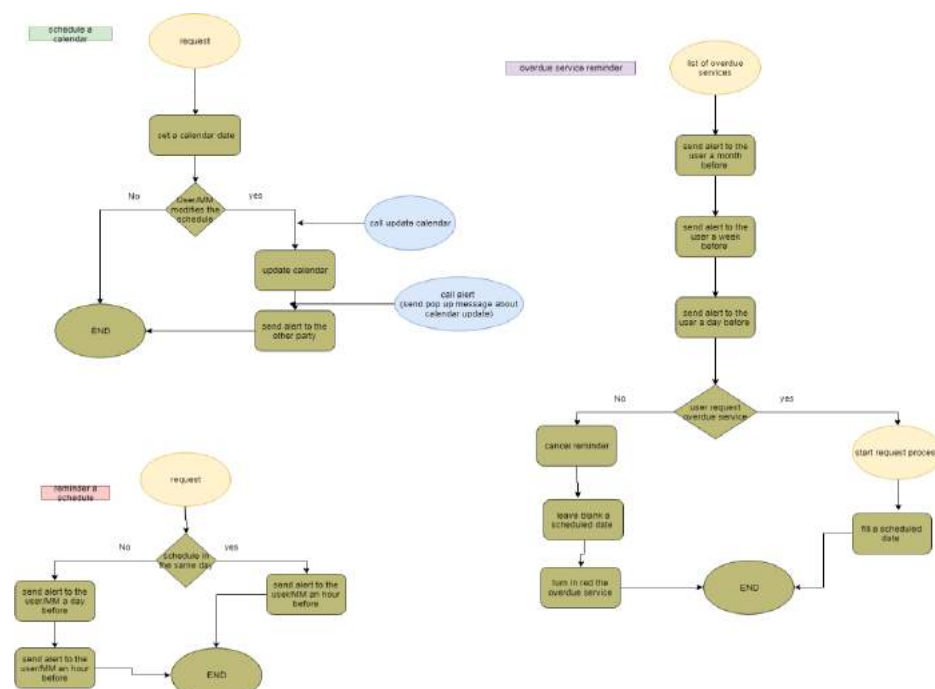 schedule a
calendar
request
set a calendar date
User/MM
modifies the
schedule
No
yes
call update calendar
update calendar
call alert
(send pop up message about
calendar update)
send alert to the
other party
END
overdue service reminder
list of overdue
services
send alert to the
user a month
before
send alert to the
user a week
before
send alert to the
user a day before
user request
overdue service
No
yes
cancel reminder
leave blank a
scheduled date
turn in red the
overdue service
start request proces
fill a scheduled
date
END
reminder a
schedule
request
schedule in
the same day
No
yes
send alert to the
user/MM a day
before
send alert to the
user/MM an hour
before
send alert to the
user/MM an hour
before
END